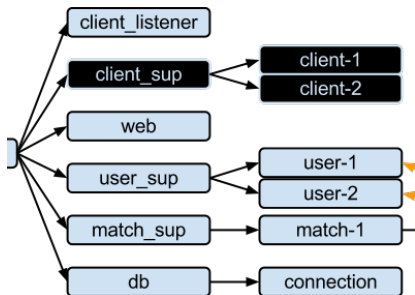 client_listener
client_sup
client-1
client-2
web
user_sup
user-1
user-2
match_sup
match-1
db
connection